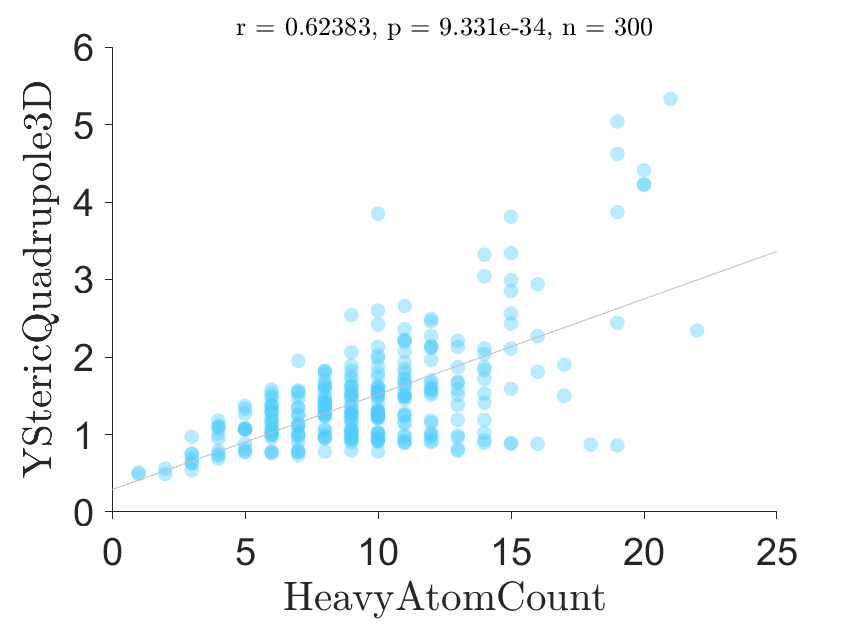 r = 0.62383, p = 9.331e-34, n = 300
6
5
4
3
2
1
0
YStericQuadrupole3D
0 5 10 15 20 25
HeavyAtomCount